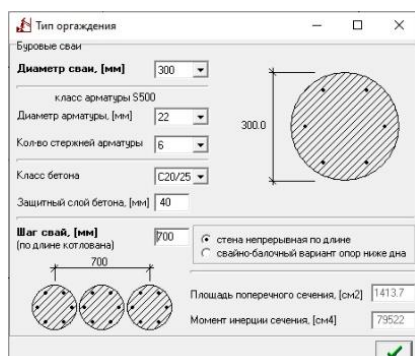 Тип оргаждения
Буровые сваи
Диаметр сваи, [мм] 300
класс арматуры S500
Диаметр арматуры, [мм] 22
Кол-во стержней арматуры 6
Класс бетона C20/25
Защитный слой бетона, [мм] 40
300.0
Шаг свай, [мм] 700
(по длине котлована)
стена непрерывная по длине
свайно-балочный вариант опор ниже дна
700
Площадь поперечного сечения, [см2] 1413.7
Момент инерции сечения, [см4] 79522